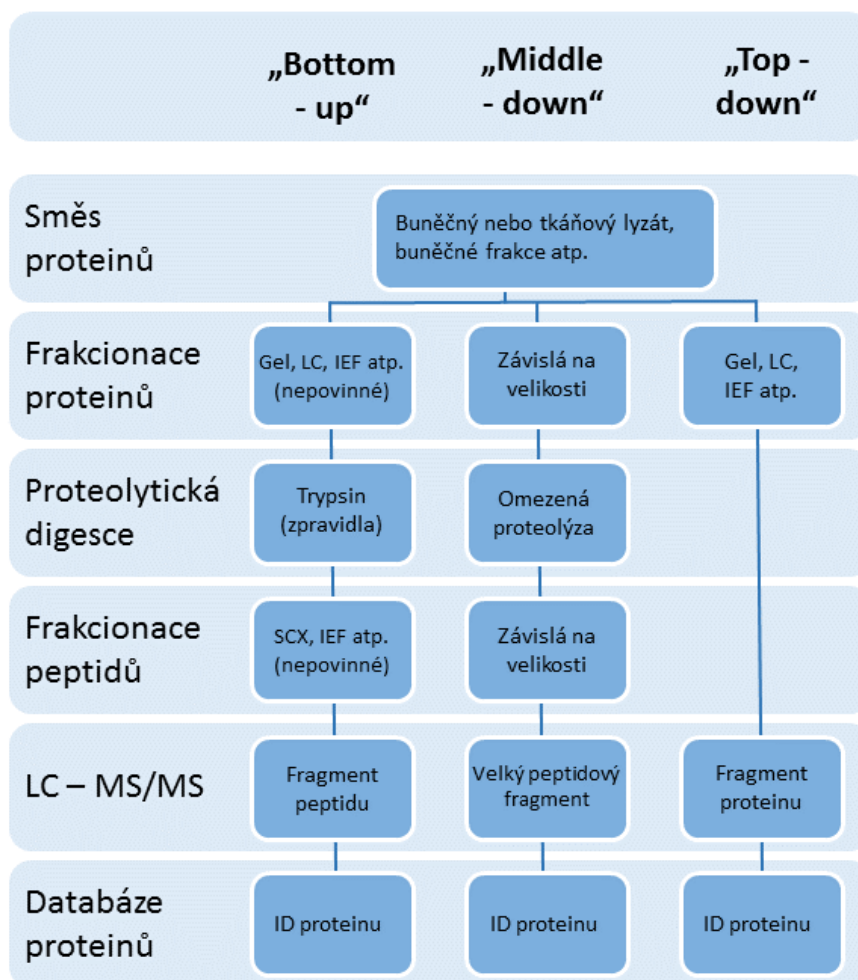 „Bottom
- up“
„Middle
- down“
„Top -
down“
Směs
proteinů
Buněčný nebo tkáňový lyzát,
buněčné frakce atp.
Frakcionace
proteinů
Gel, LC, IEF atp.
(nepovinné)
Závislá na
velikosti
Gel, LC,
IEF atp.
Proteolytická
digesce
Trypsin
(zpravidla)
Omezená
proteolýza
Frakcionace
peptidů
SCX, IEF atp.
(nepovinné)
Závislá na
velikosti
LC – MS/MS
Fragment
peptidu
Velký peptidový
fragment
Fragment
proteinu
Databáze
proteinů
ID proteinu
ID proteinu
ID proteinu